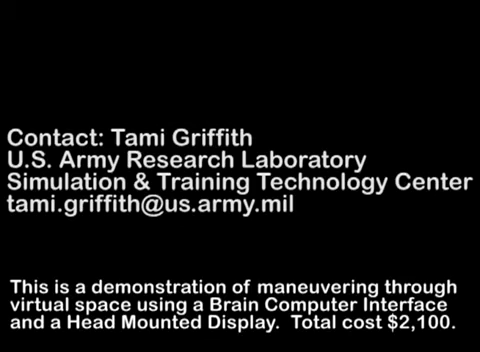 Contact: Tami Griffith
U.S. Army Research Laboratory
Simulation & Training Technology Center
tami.griffith@us.army.mil
This is a demonstration of maneuvering through
virtual space using a Brain Computer Interface
and a Head Mounted Display.  Total cost $2,100.